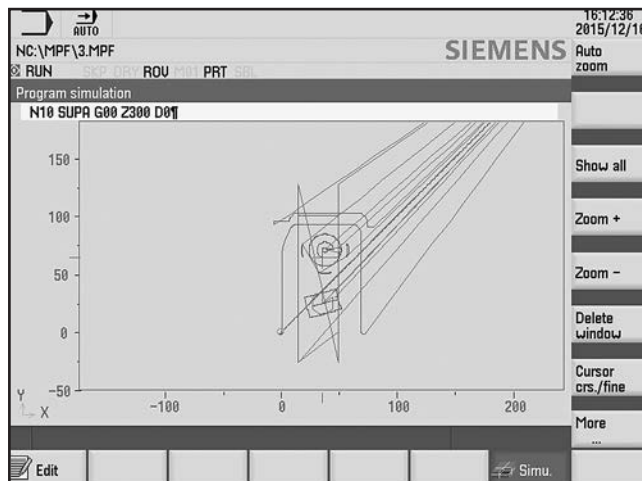 16:12:36
2015/12/16
AUTO
NC:\MPF\3.MPF
SIEMENS
RUN SKP DRY ROV M01 PRT SBL
Program simulation
N10 SUPA G00 Z300 D0¶
150
100
50
0
-50
-100 0 100 200
Y
X
Auto zoom
Show all
Zoom +
Zoom -
Delete window
Cursor crs./fine
More ...
Edit
Simu.